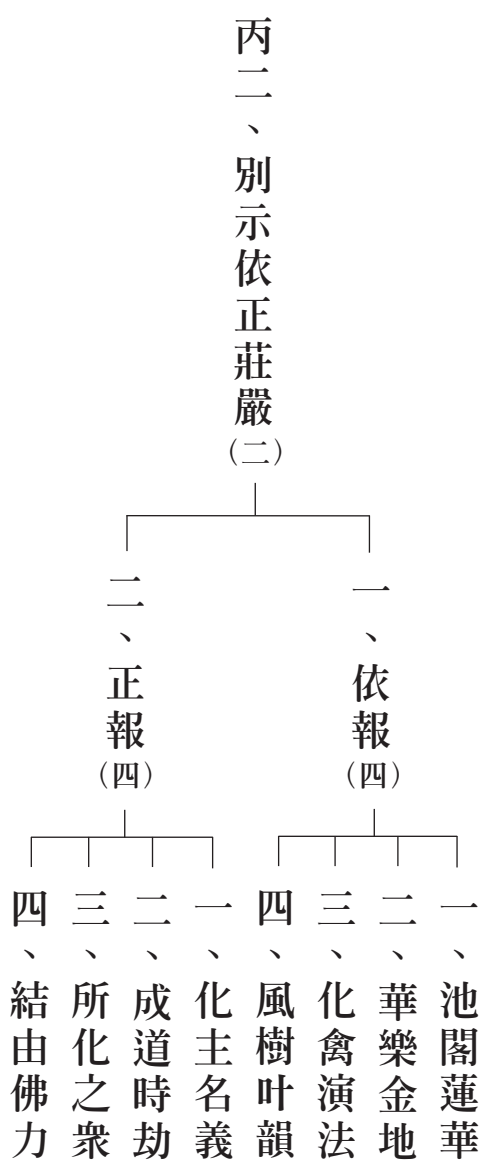 丙二、別示依正莊嚴（二）
一、依報（四）
一、池閣蓮華
二、華樂金地
三、化禽演法
四、風樹叶韻
二、正報（四）
一、化主名義
二、成道時劫
三、所化之衆
四、結由佛力